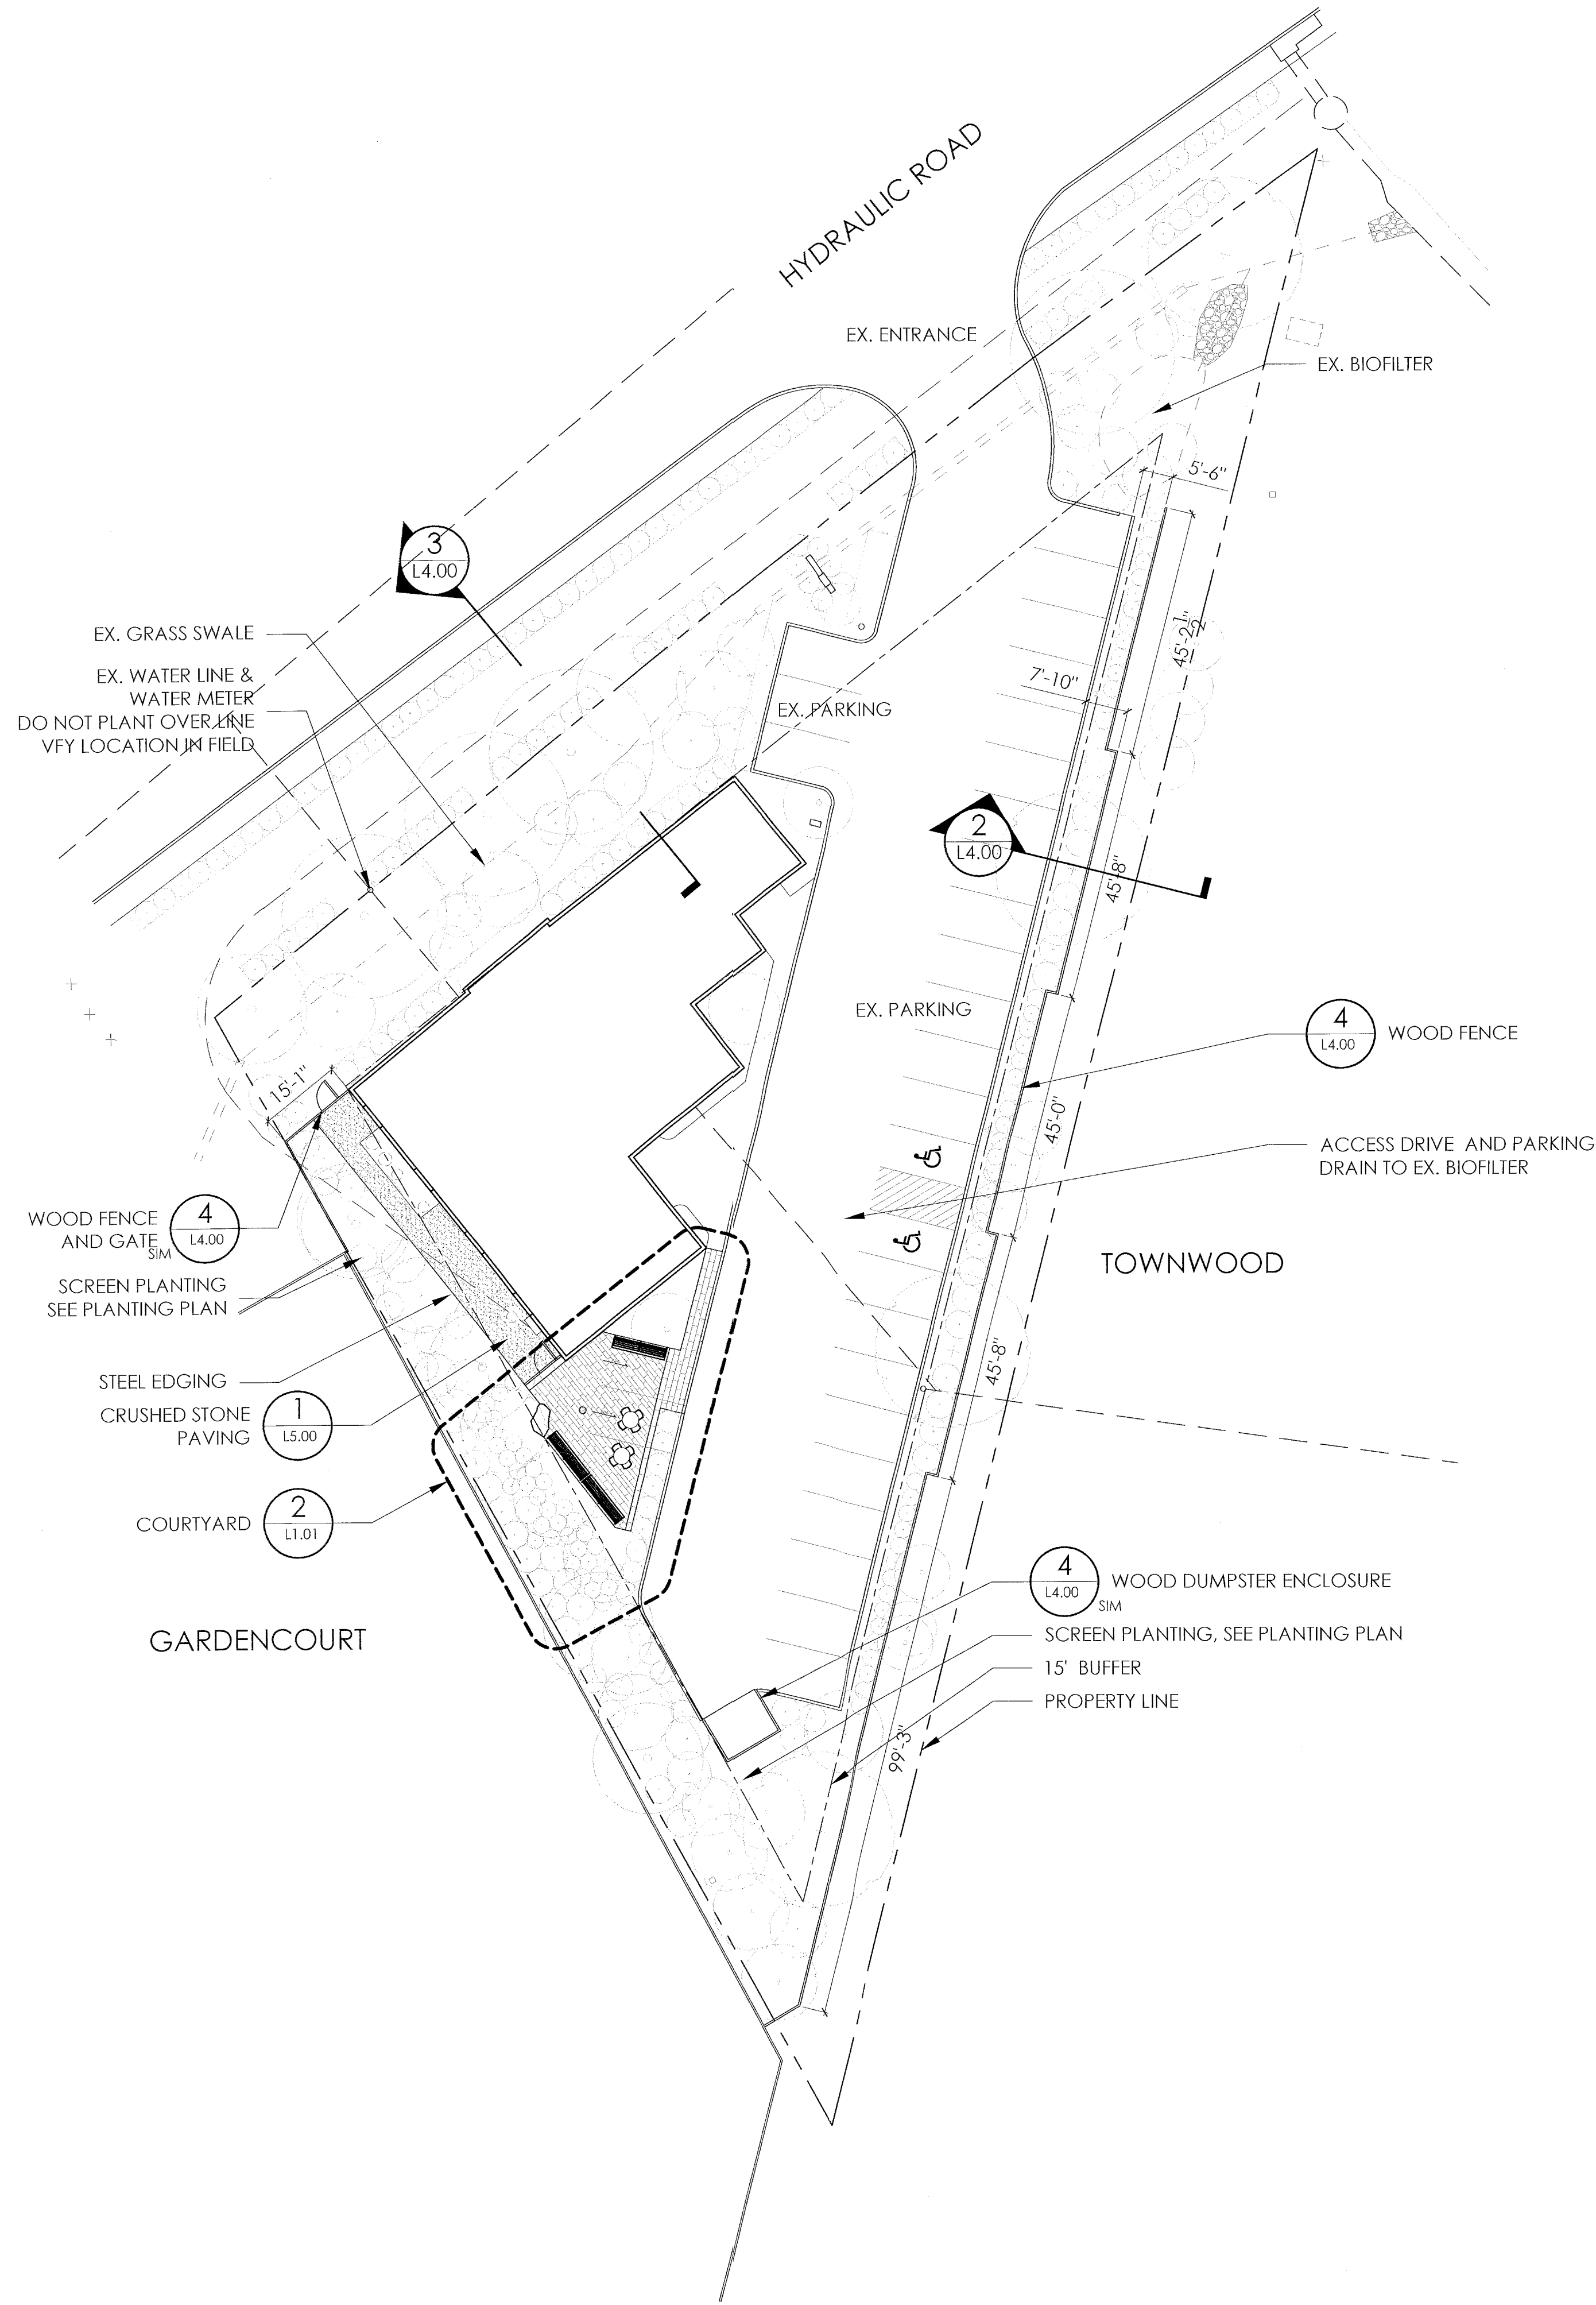 HYDRAULIC ROAD
EX. ENTRANCE
EX. BIOFILTER
5'-6"
3
L4.00
EX. GRASS SWALE
EX. WATER LINE &
WATER METER
DO NOT PLANT OVER LINE
VFY LOCATION IN FIELD
45'-2 1/2"
7'-10"
EX. PARKING
2
L4.00
45'-8"
EX. PARKING
4
L4.00
WOOD FENCE
15'-1"
45'-0"
ACCESS DRIVE AND PARKING
DRAIN TO EX. BIOFILTER
WOOD FENCE
AND GATE
SIM
4
L4.00
TOWNWOOD
SCREEN PLANTING
SEE PLANTING PLAN
45'-8"
STEEL EDGING
CRUSHED STONE
PAVING
1
L5.00
COURTYARD
2
L1.01
4
L4.00
SIM
WOOD DUMPSTER ENCLOSURE
GARDENCOURT
SCREEN PLANTING, SEE PLANTING PLAN
15' BUFFER
PROPERTY LINE
99'-3"